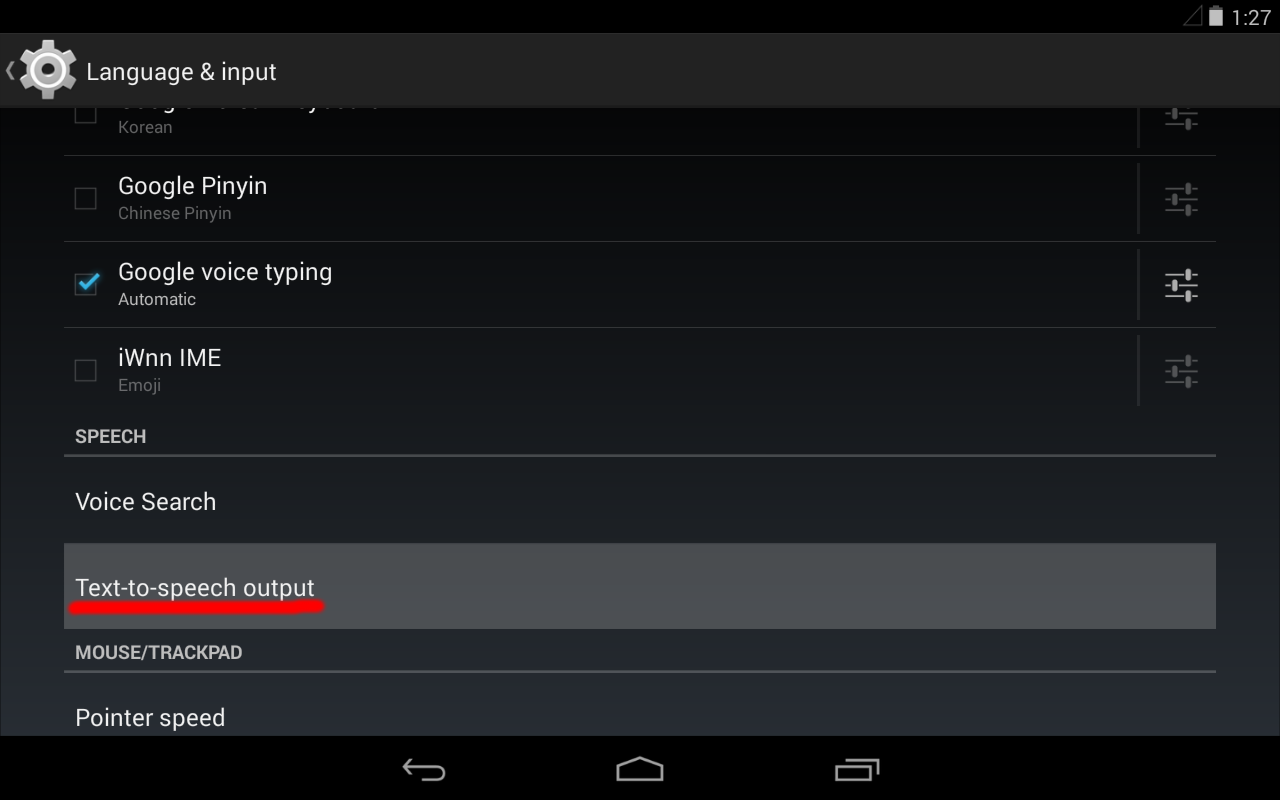 1:27
Language & input
Korean
Google Pinyin
Chinese Pinyin
Google voice typing
Automatic
iWnn IME
Emoji
SPEECH
Voice Search
Text-to-speech output
MOUSE/TRACKPAD
Pointer speed